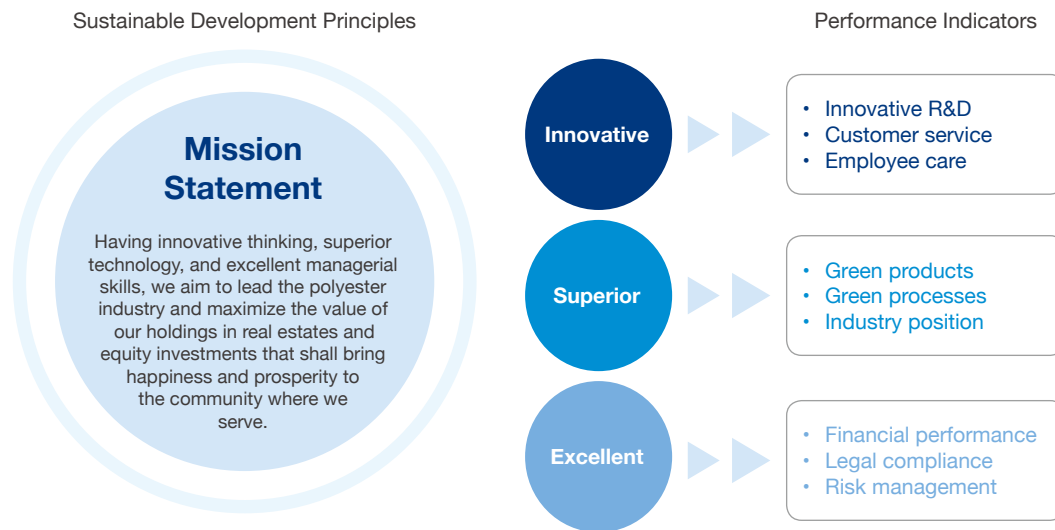 Sustainable Development Principles
Performance Indicators
Mission
Statement
Having innovative thinking, superior
technology, and excellent managerial
skills, we aim to lead the polyester
industry and maximize the value of
our holdings in real estates and
equity investments that shall bring
happiness and prosperity to
the community where we
serve.
Innovative
• Innovative R&D
• Customer service
• Employee care
Superior
• Green products
• Green processes
• Industry position
Excellent
• Financial performance
• Legal compliance
• Risk management